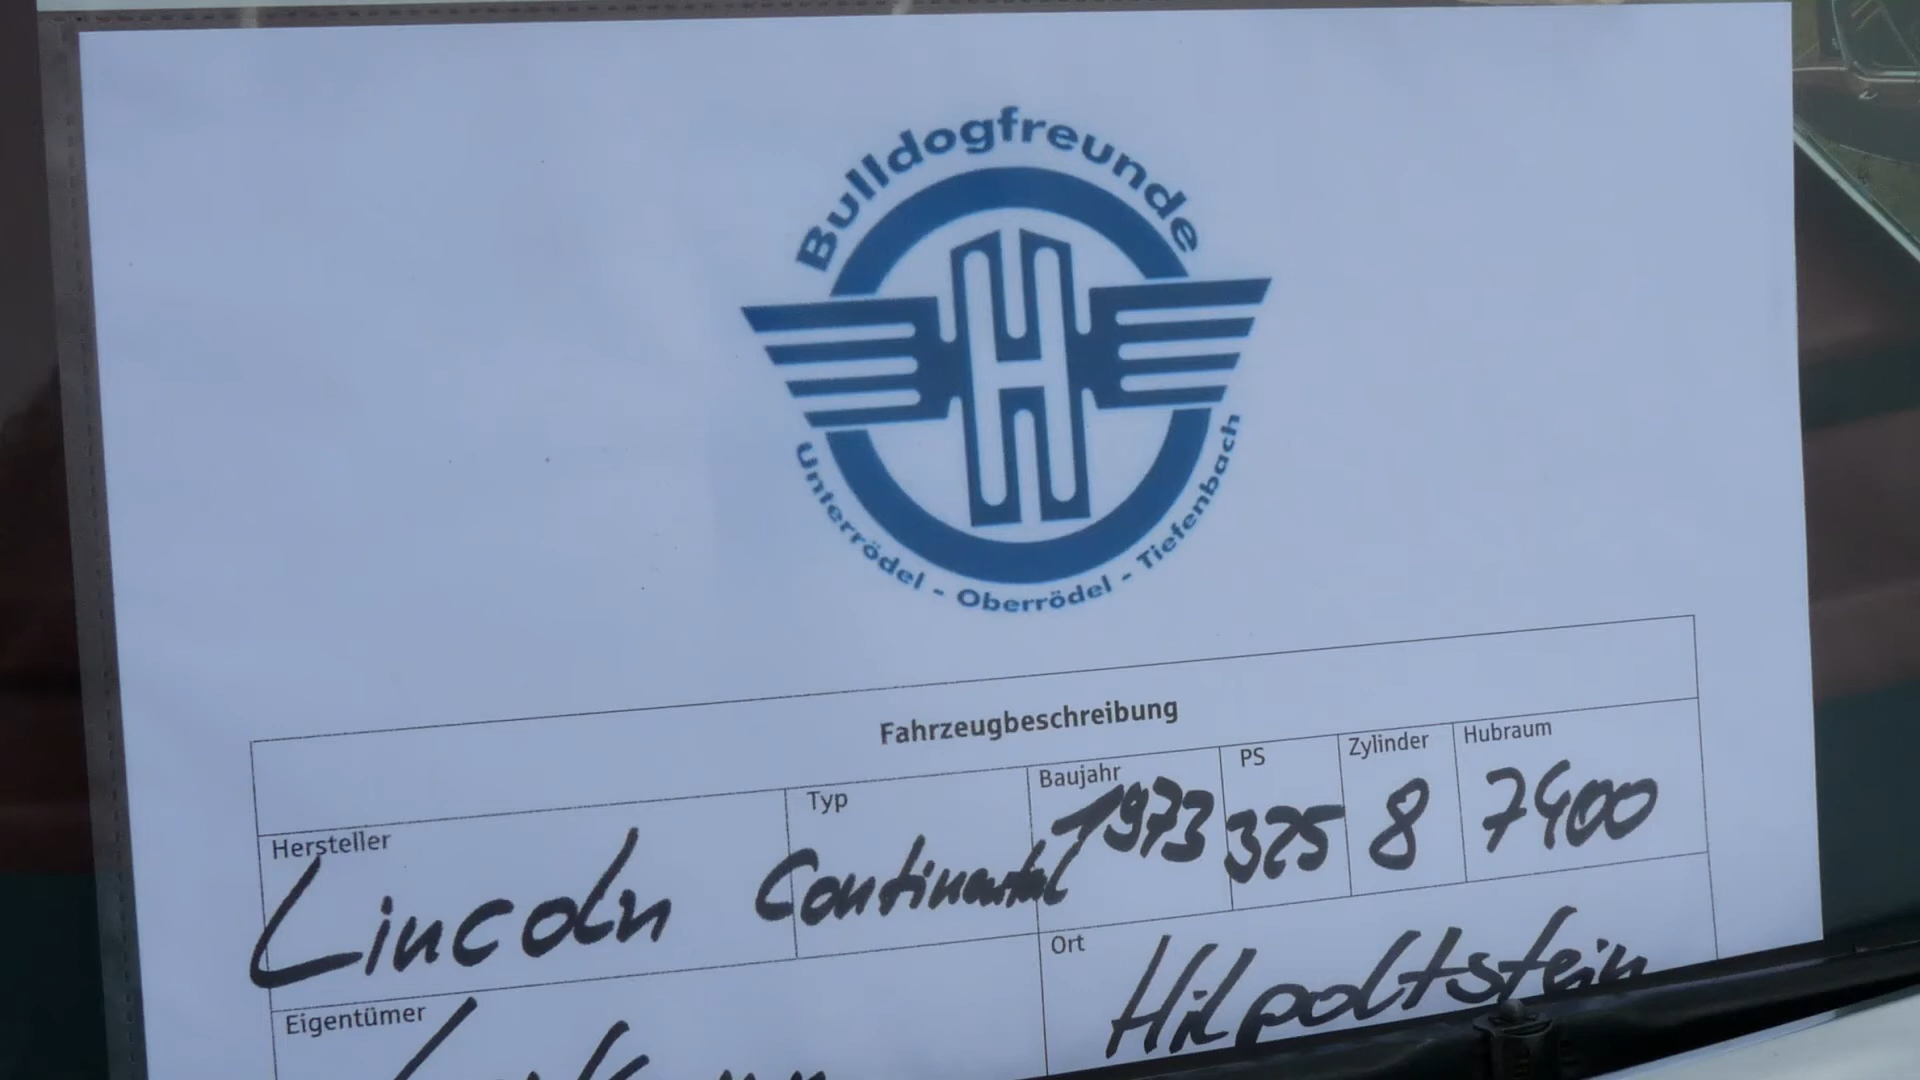 Bulldogfreunde
H
Unterrödel - Oberrödel - Tiefenbach
Fahrzeugbeschreibung
Hersteller Typ Baujahr PS Zylinder Hubraum
Lincoln Continental 1973 325 8 7400
Eigentümer Ort
Hilpoltstein